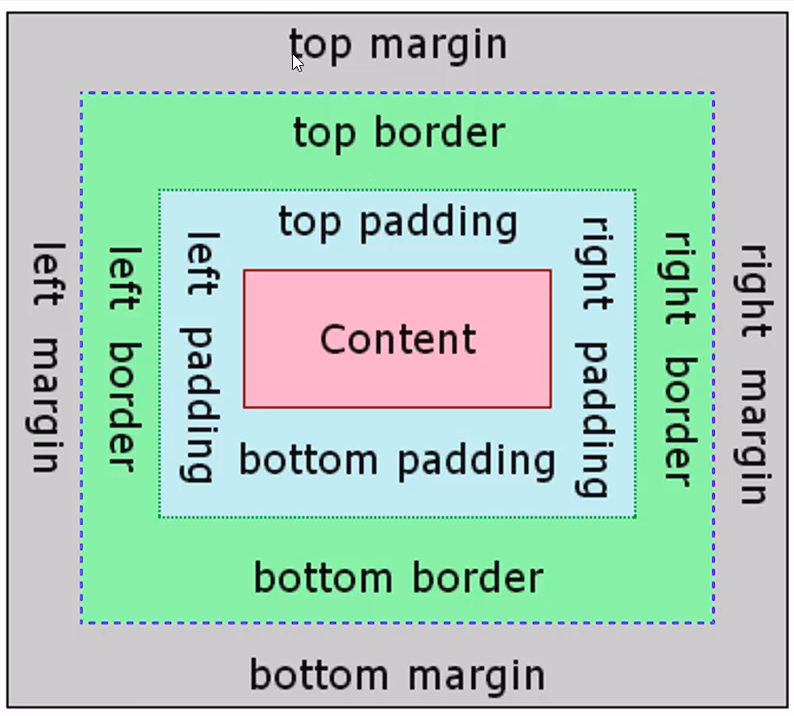 top margin
top border
top padding
left margin
left border
left padding
Content
right padding
right border
right margin
bottom padding
bottom border
bottom margin